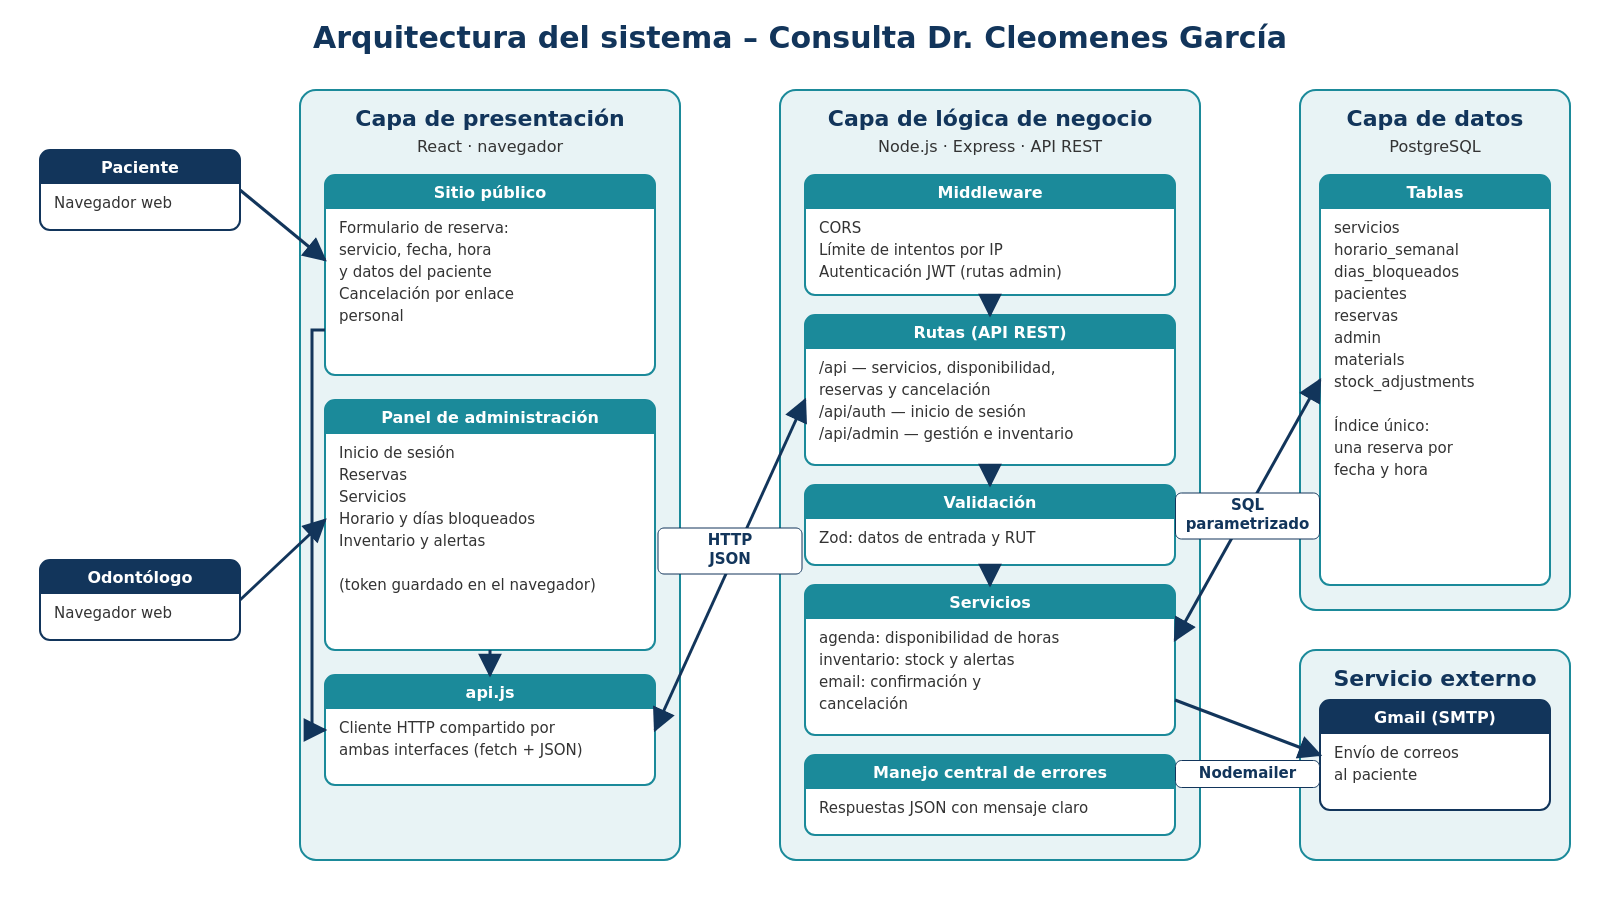 Arquitectura del sistema – Consulta Dr. Cleomenes García
Paciente
Navegador web
Odontólogo
Navegador web
Capa de presentación
React · navegador
Sitio público
Formulario de reserva:
servicio, fecha, hora
y datos del paciente
Cancelación por enlace
personal
Panel de administración
Inicio de sesión
Reservas
Servicios
Horario y días bloqueados
Inventario y alertas
(token guardado en el navegador)
api.js
Cliente HTTP compartido por
ambas interfaces (fetch + JSON)
HTTP
JSON
Capa de lógica de negocio
Node.js · Express · API REST
Middleware
CORS
Límite de intentos por IP
Autenticación JWT (rutas admin)
Rutas (API REST)
/api — servicios, disponibilidad,
reservas y cancelación
/api/auth — inicio de sesión
/api/admin — gestión e inventario
Validación
Zod: datos de entrada y RUT
Servicios
agenda: disponibilidad de horas
inventario: stock y alertas
email: confirmación y
cancelación
Manejo central de errores
Respuestas JSON con mensaje claro
SQL
parametrizado
Nodemailer
Capa de datos
PostgreSQL
Tablas
servicios
horario_semanal
dias_bloqueados
pacientes
reservas
admin
materials
stock_adjustments
Índice único:
una reserva por
fecha y hora
Servicio externo
Gmail (SMTP)
Envío de correos
al paciente